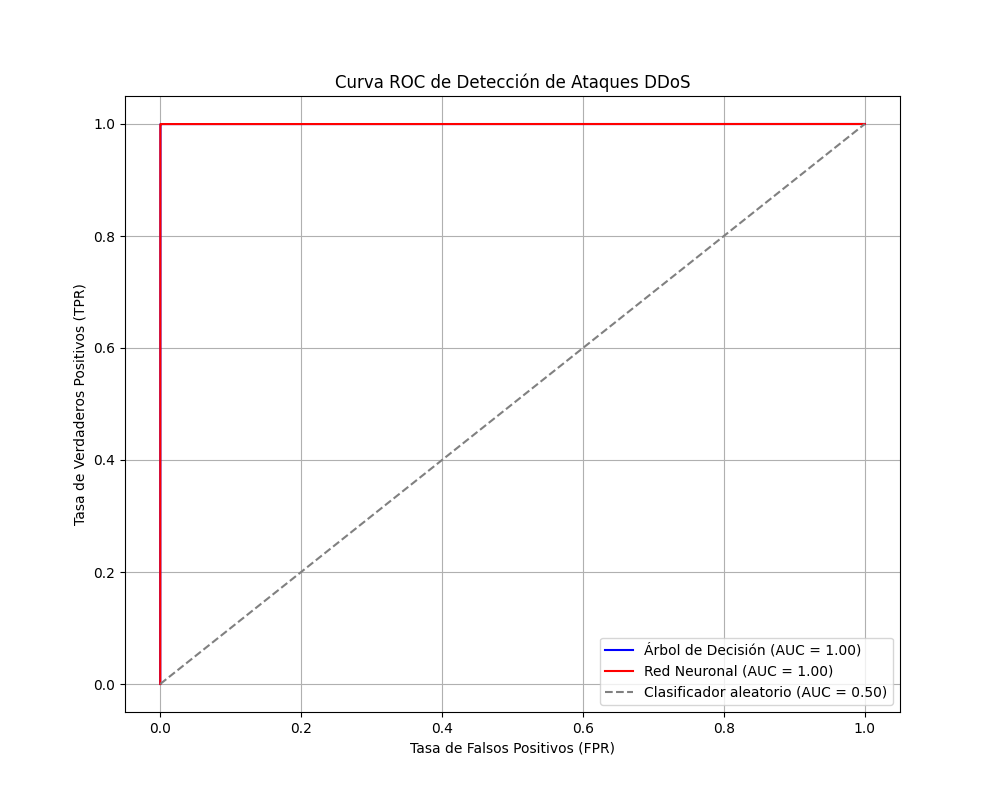 Curva ROC de Detección de Ataques DDoS
1.0
0.8
0.6
0.4
0.2
0.0
Tasa de Verdaderos Positivos (TPR)
Árbol de Decisión (AUC = 1.00)
Red Neuronal (AUC = 1.00)
Clasificador aleatorio (AUC = 0.50)
0.0 0.2 0.4 0.6 0.8 1.0
Tasa de Falsos Positivos (FPR)